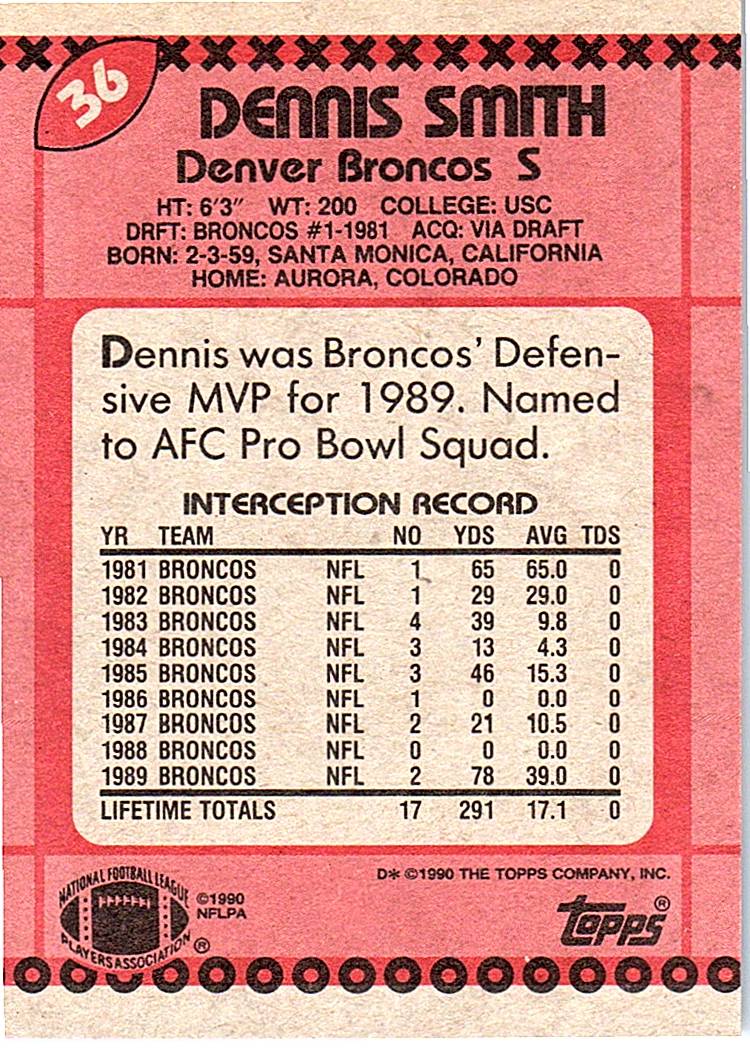 36
DENNIS SMITH
Denver Broncos S
HT: 6'3" WT: 200 COLLEGE: USC
DRFT: BRONCOS #1-1981 ACQ: VIA DRAFT
BORN: 2-3-59, SANTA MONICA, CALIFORNIA
HOME: AURORA, COLORADO
Dennis was Broncos' Defen-
sive MVP for 1989. Named
to AFC Pro Bowl Squad.
INTERCEPTION RECORD
YR TEAM NO YDS AVG TDS
1981 BRONCOS NFL 1 65 65.0 0
1982 BRONCOS NFL 1 29 29.0 0
1983 BRONCOS NFL 4 39 9.8 0
1984 BRONCOS NFL 3 13 4.3 0
1985 BRONCOS NFL 3 46 15.3 0
1986 BRONCOS NFL 1 0 0.0 0
1987 BRONCOS NFL 2 21 10.5 0
1988 BRONCOS NFL 0 0 0.0 0
1989 BRONCOS NFL 2 78 39.0 0
LIFETIME TOTALS 17 291 17.1 0
D* ©1990 THE TOPPS COMPANY, INC.
NATIONAL FOOTBALL LEAGUE
PLAYERS ASSOCIATION ®
©1990
NFLPA
Topps ®